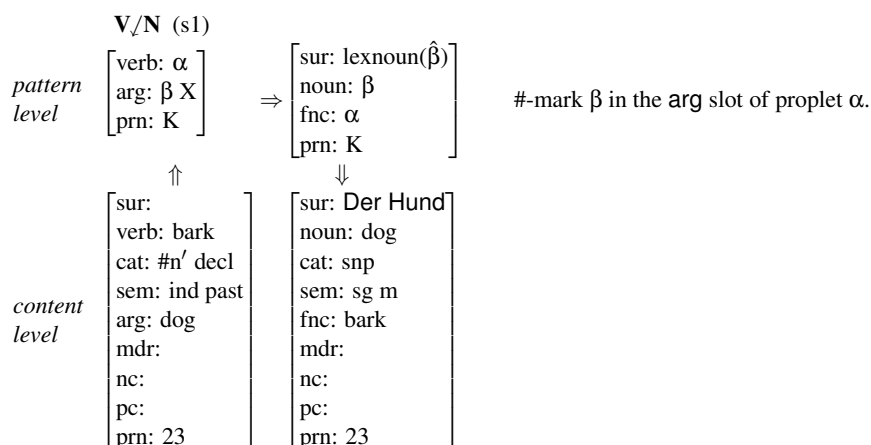 V↙/N (s1)
pattern level
[verb: α
arg: β X
prn: K]
⇒
[sur: lexnoun(β̂)
noun: β
fnc: α
prn: K]
#-mark β in the arg slot of proplet α.
⇑ ⇓
content level
[sur:
verb: bark
cat: #n′ decl
sem: ind past
arg: dog
mdr:
nc:
pc:
prn: 23]
[sur: Der Hund
noun: dog
cat: snp
sem: sg m
fnc: bark
mdr:
nc:
pc:
prn: 23]